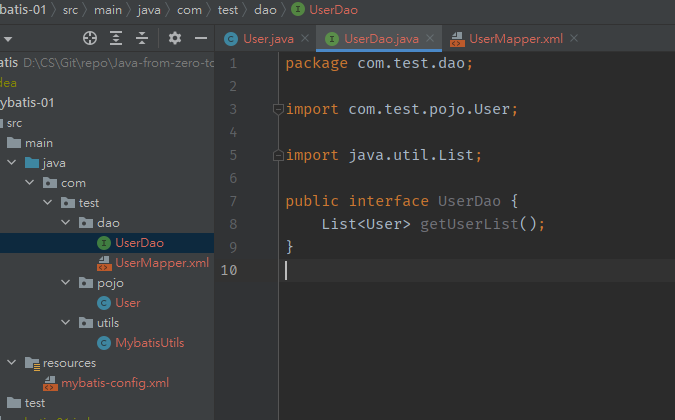 ybatis-01 › src › main › java › com › test › dao › UserDao
User.java × UserDao.java × UserMapper.xml ×
atis D:\CS\Git\repo\Java-from-zero-to
dea
ybatis-01
src
main
java
com
test
dao
UserDao
UserMapper.xml
pojo
User
utils
MybatisUtils
resources
mybatis-config.xml
test
1 package com.test.dao;
2
3 import com.test.pojo.User;
4
5 import java.util.List;
6
7 public interface UserDao {
8 List<User> getUserList();
9 }
10